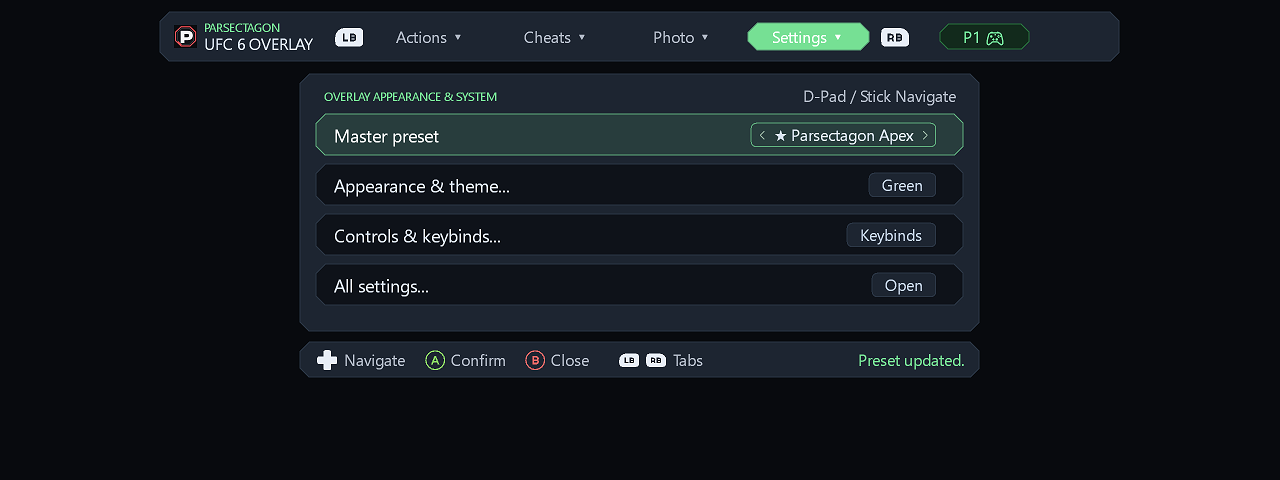 PARSECTAGON
UFC 6 OVERLAY
LB
Actions ▼
Cheats ▼
Photo ▼
Settings ▼
RB
P1
OVERLAY APPEARANCE & SYSTEM
D-Pad / Stick Navigate
Master preset
★ Parsectagon Apex
Appearance & theme...
Green
Controls & keybinds...
Keybinds
All settings...
Open
Navigate
A Confirm
B Close
LB RB Tabs
Preset updated.